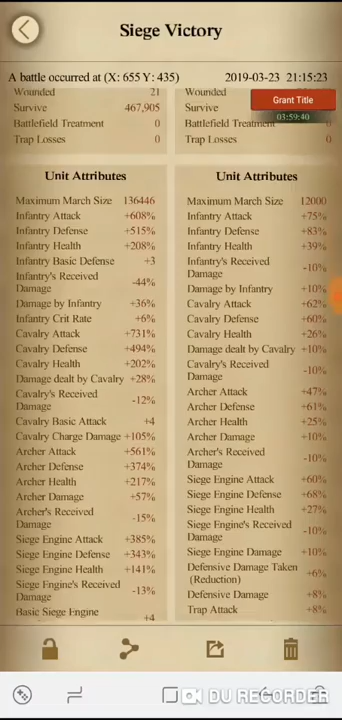 Siege Victory
A battle occurred at (X: 655 Y: 435) 2019-03-23 21:15:23
Wounded 21
Survive 467,905
Battlefield Treatment 0
Trap Losses 0
Wounded
Survive
Battlefield Treatment 0
Trap Losses 0
Grant Title
03:59:40
Unit Attributes
Maximum March Size 136446
Infantry Attack +608%
Infantry Defense +515%
Infantry Health +208%
Infantry Basic Defense +3
Infantry's Received
Damage -44%
Damage by Infantry +36%
Infantry Crit Rate +6%
Cavalry Attack +731%
Cavalry Defense +494%
Cavalry Health +202%
Damage dealt by Cavalry +28%
Cavalry's Received
Damage -12%
Cavalry Basic Attack +4
Cavalry Charge Damage +105%
Archer Attack +561%
Archer Defense +374%
Archer Health +217%
Archer Damage +57%
Archer's Received
Damage -15%
Siege Engine Attack +385%
Siege Engine Defense +343%
Siege Engine Health +141%
Siege Engine's Received
Damage -13%
Basic Siege Engine +4
Unit Attributes
Maximum March Size 12000
Infantry Attack +75%
Infantry Defense +83%
Infantry Health +39%
Infantry's Received
Damage -10%
Damage by Infantry +10%
Cavalry Attack +62%
Cavalry Defense +60%
Cavalry Health +26%
Damage dealt by Cavalry +10%
Cavalry's Received
Damage -10%
Archer Attack +47%
Archer Defense +61%
Archer Health +25%
Archer Damage +10%
Archer's Received
Damage -10%
Siege Engine Attack +60%
Siege Engine Defense +68%
Siege Engine Health +27%
Siege Engine's Received
Damage -10%
Siege Engine Damage +10%
Defensive Damage Taken
(Reduction) +6%
Defensive Damage +8%
Trap Attack +8%
DU RECORDER